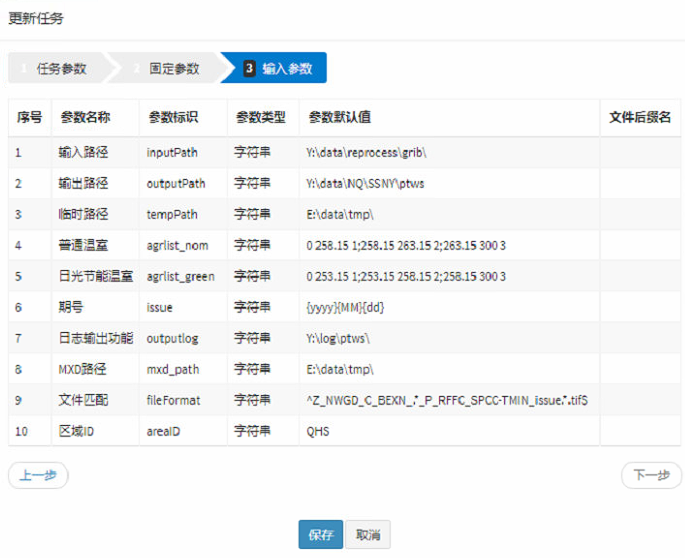 更新任务
1 任务参数 2 固定参数 3 输入参数
序号 参数名称 参数标识 参数类型 参数默认值 文件后缀名
1 输入路径 inputPath 字符串 Y:\data\reprocess\grib\
2 输出路径 outputPath 字符串 Y:\data\NQ\SSNY\ptws
3 临时路径 tempPath 字符串 E:\data\tmp\
4 普通温室 agrlist_nom 字符串 0 258.15 1;258.15 263.15 2;263.15 300 3
5 日光节能温室 agrlist_green 字符串 0 253.15 1;253.15 258.15 2;258.15 300 3
6 期号 issue 字符串 {yyyy}{MM}{dd}
7 日志输出功能 outputlog 字符串 Y:\log\ptws\
8 MXD路径 mxd_path 字符串 E:\data\tmp\
9 文件匹配 fileFormat 字符串 ^Z_NWGD_C_BEXN_.*_P_RFFC_SPCC-TMIN_issue.*.tif$
10 区域ID areaID 字符串 QHS
上一步 下一步
保存 取消